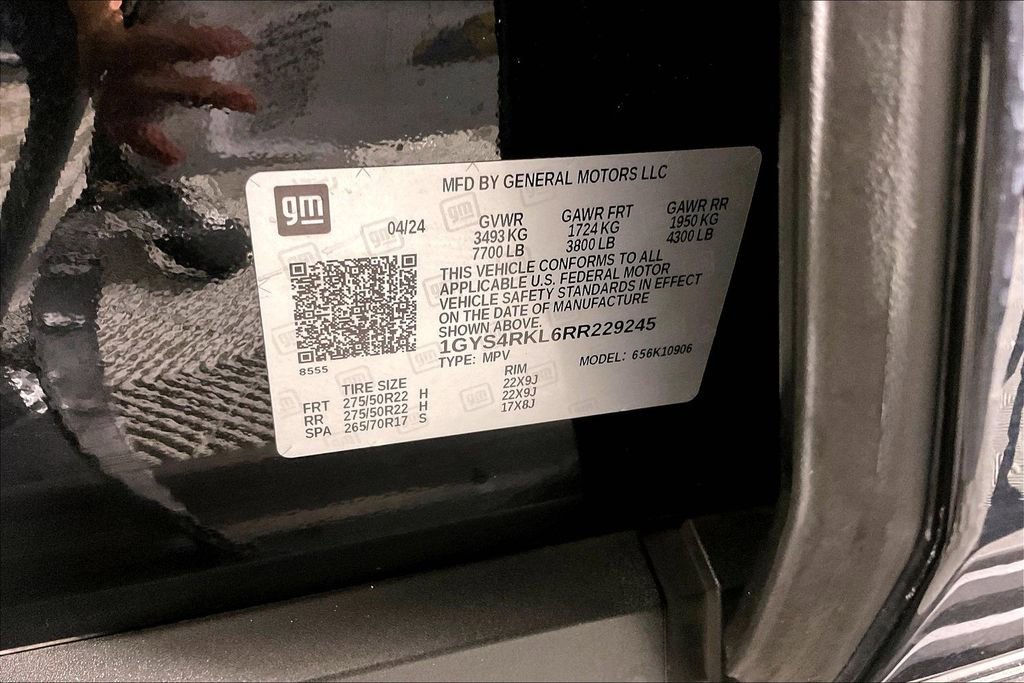 gm
MFD BY GENERAL MOTORS LLC
04/24
GVWR
3493 KG
7700 LB
GAWR FRT
1724 KG
3800 LB
GAWR RR
1950 KG
4300 LB
THIS VEHICLE CONFORMS TO ALL
APPLICABLE U.S. FEDERAL MOTOR
VEHICLE SAFETY STANDARDS IN EFFECT
ON THE DATE OF MANUFACTURE
SHOWN ABOVE.
1GYS4RKL6RR229245
TYPE: MPV
MODEL: 656K10906
8555
TIRE SIZE RIM
FRT 275/50R22 H 22X9J
RR 275/50R22 H 22X9J
SPA 265/70R17 S 17X8J